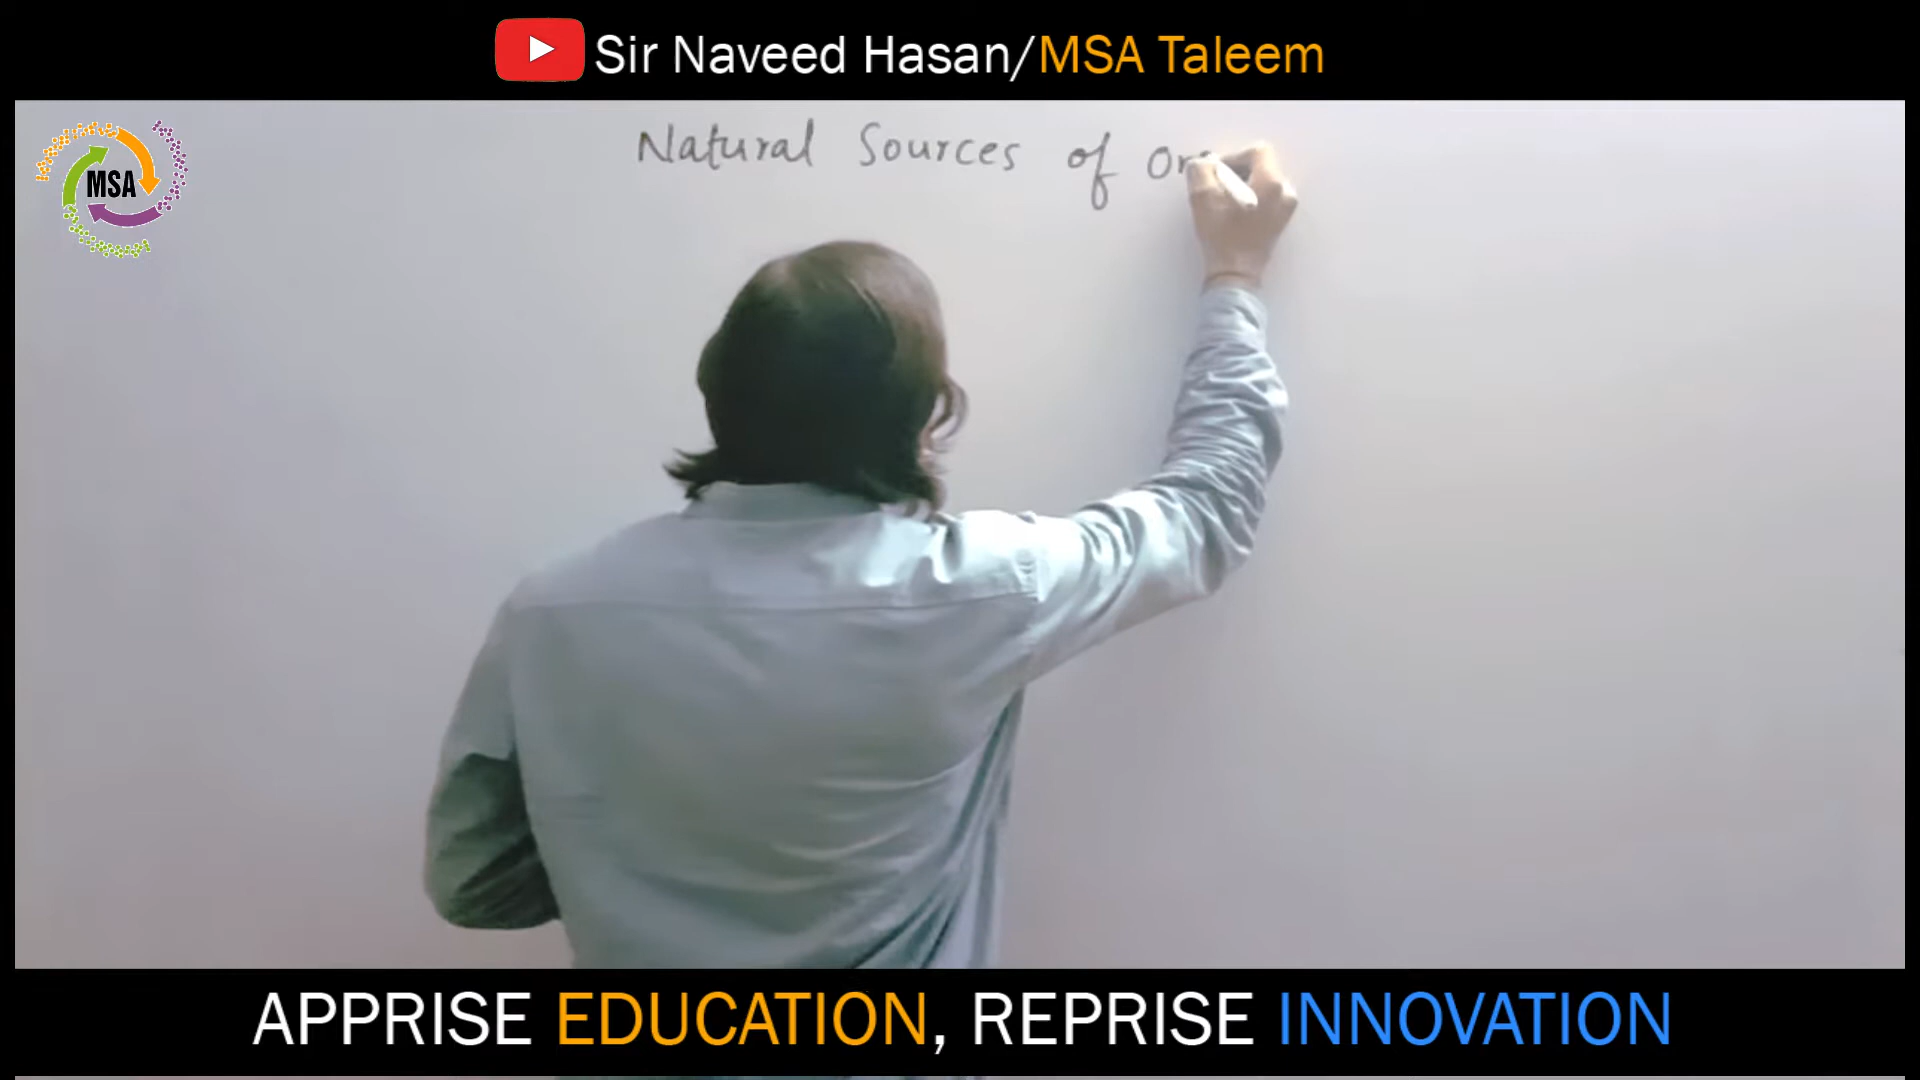 Sir Naveed Hasan/MSA Taleem
MSA
Natural Sources of
APPRISE EDUCATION, REPRISE INNOVATION